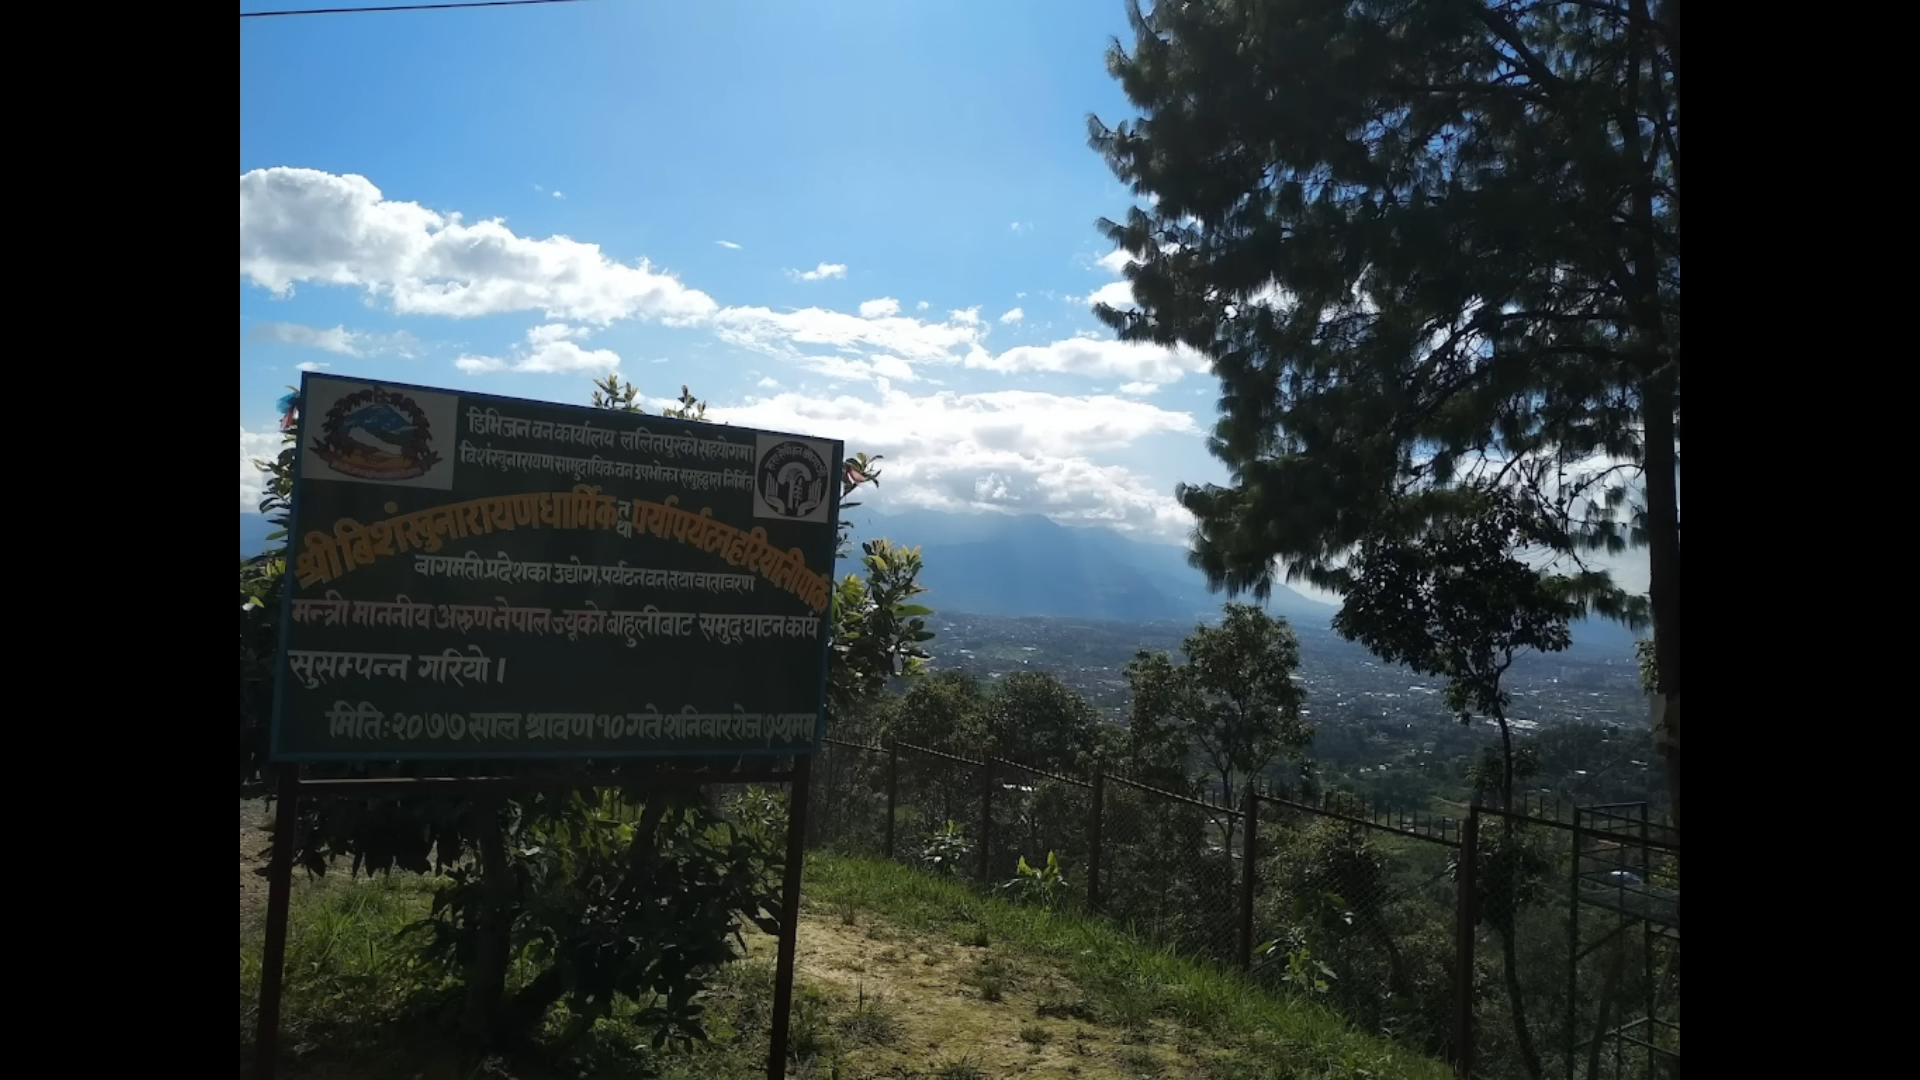 डिभिजन वन कार्यालय ललितपुरको सहयोगमा
बिशंखुनारायण सामुदायिक वन उपभोक्ता समुहद्वारा निर्मित
श्री बिशंखुनारायण धार्मिक तथा पर्यापर्यटन हरियाली पार्क
बागमती प्रदेशका उद्योग, पर्यटन वन तथा वातावरण
मन्त्री माननीय अरुण नेपाल ज्यूको बाहुलीबाट समुद्घाटन कार्य
सुसम्पन्न गरियो।
मिति: २०७७ साल श्रावण १० गते शनिबार रोज ७ शुभम्